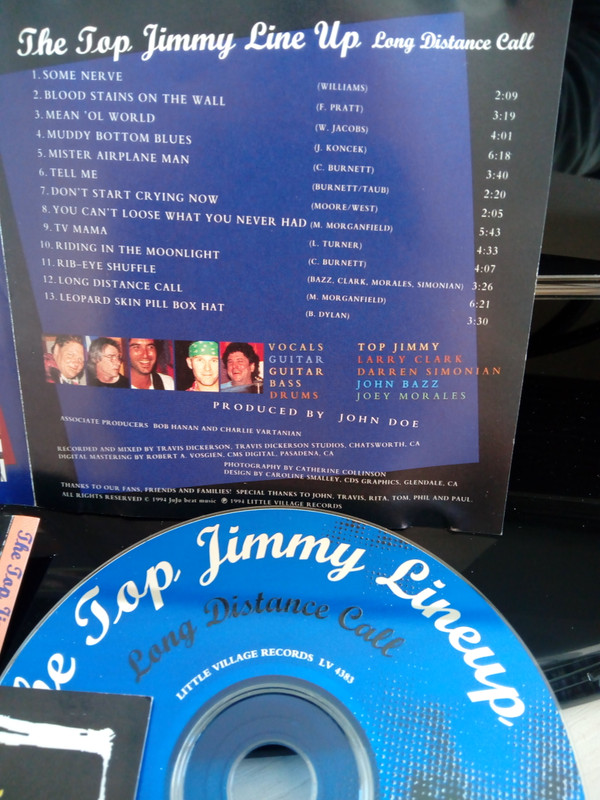 The Top Jimmy Line Up Long Distance Call
1. SOME NERVE (WILLIAMS) 2:09
2. BLOOD STAINS ON THE WALL (F. PRATT) 3:19
3. MEAN 'OL WORLD (W. JACOBS) 4:01
4. MUDDY BOTTOM BLUES (J. KONCEK) 6:18
5. MISTER AIRPLANE MAN (C. BURNETT) 3:40
6. TELL ME (BURNETT/TAUB) 2:20
7. DON'T START CRYING NOW (MOORE/WEST) 2:05
8. YOU CAN'T LOOSE WHAT YOU NEVER HAD (M. MORGANFIELD) 5:43
9. TV MAMA (L. TURNER) 4:33
10. RIDING IN THE MOONLIGHT (C. BURNETT) 4:07
11. RIB-EYE SHUFFLE (BAZZ, CLARK, MORALES, SIMONIAN) 3:26
12. LONG DISTANCE CALL (M. MORGANFIELD) 6:21
13. LEOPARD SKIN PILL BOX HAT (B. DYLAN) 3:30
VOCALS TOP JIMMY
GUITAR LARRY CLARK
GUITAR DARREN SIMONIAN
BASS JOHN BAZZ
DRUMS JOEY MORALES
PRODUCED BY JOHN DOE
ASSOCIATE PRODUCERS BOB HANAN AND CHARLIE VARTANIAN
RECORDED AND MIXED BY TRAVIS DICKERSON, TRAVIS DICKERSON STUDIOS, CHATSWORTH, CA
DIGITAL MASTERING BY ROBERT A. VOSGIEN, CMS DIGITAL, PASADENA, CA
PHOTOGRAPHY BY CATHERINE COLLINSON
DESIGN BY CAROLINE SMALLEY, CDS GRAPHICS, GLENDALE, CA
THANKS TO OUR FANS, FRIENDS AND FAMILIES! SPECIAL THANKS TO JOHN, TRAVIS, RITA, TOM, PHIL AND PAUL.
ALL RIGHTS RESERVED © 1994 JuJu beat music ℗ 1994 LITTLE VILLAGE RECORDS
The Top Ji
he Top Jimmy Lineup
Long Distance Call
LITTLE VILLAGE RECORDS LV 4383